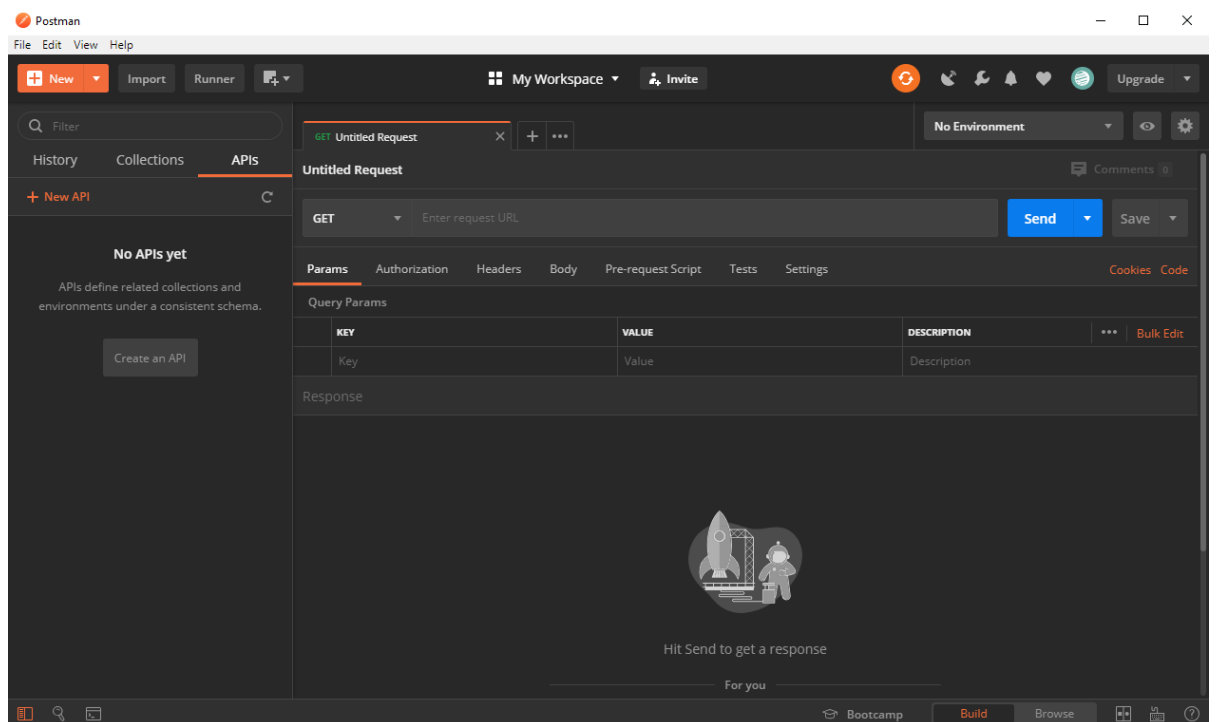 Postman
File Edit View Help
New Import Runner My Workspace Invite Upgrade
Filter
History Collections APIs
New API
No APIs yet
APIs define related collections and
environments under a consistent schema.
Create an API
GET Untitled Request No Environment
Untitled Request Comments 0
GET Enter request URL Send Save
Params Authorization Headers Body Pre-request Script Tests Settings Cookies Code
Query Params
KEY VALUE DESCRIPTION Bulk Edit
Key Value Description
Response
Hit Send to get a response
For you
Bootcamp Build Browse